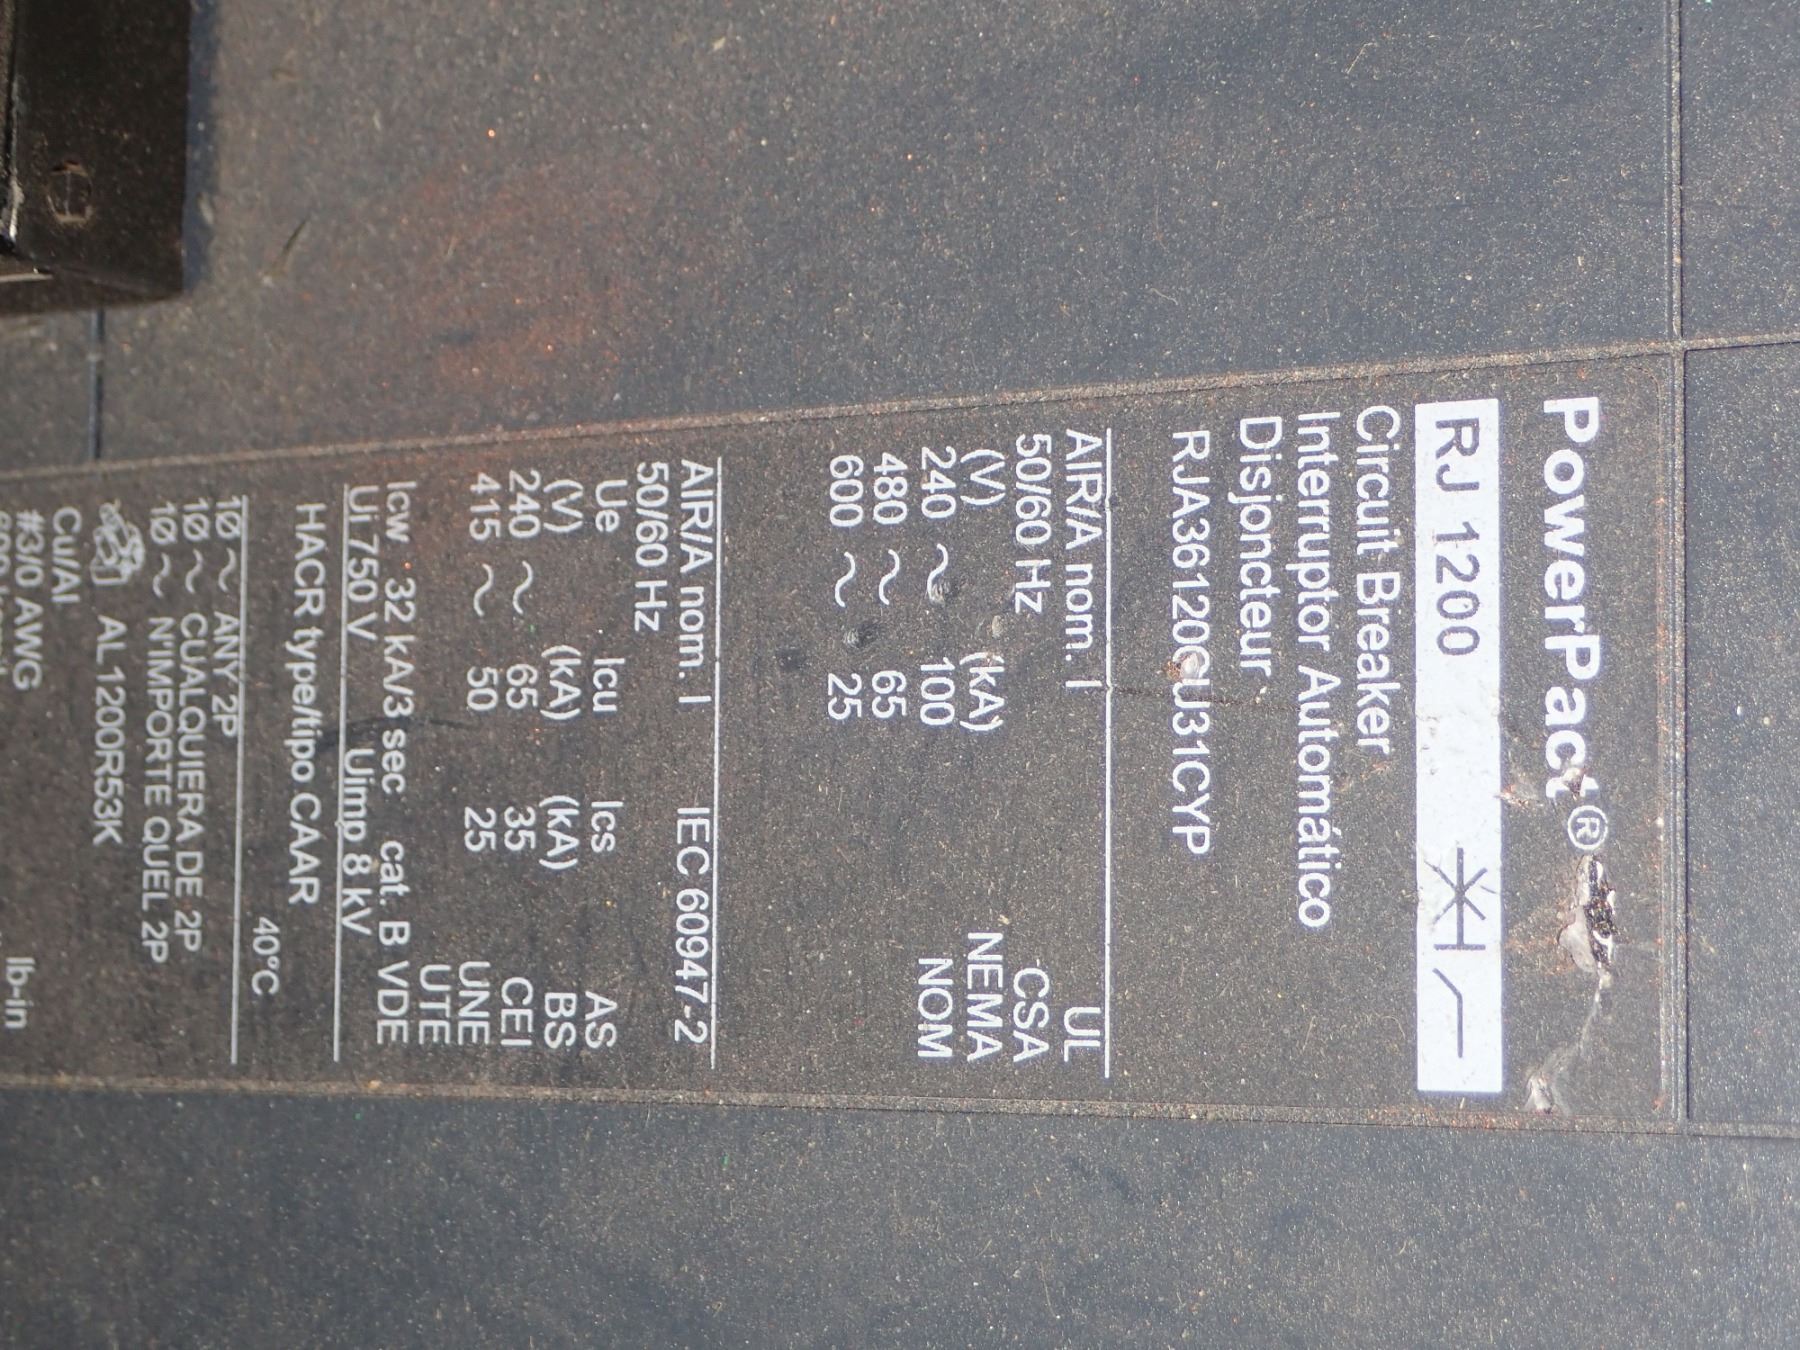 PowerPact®
RJ 1200
Circuit Breaker
Interruptor Automático
Disjoncteur
RJA36120CU31CYP
AIR/A nom. I UL
50/60 Hz CSA
(V) (kA) NEMA
240 ~ 100 NOM
480 ~ 65
600 ~ 25
AIR/A nom. I IEC 60947-2
50/60 Hz
Ue Icu Ics AS
(V) (kA) (kA) BS
240 ~ 65 35 CEI
415 ~ 50 25 UNE
UTE
Icw 32 kA/3 sec cat. B VDE
Ui 750 V Uimp 8 kV
HACR type/tipo CAAR
40°C
1Ø ~ ANY 2P
1Ø ~ CUALQUIERA DE 2P
1Ø ~ N'IMPORTE QUEL 2P
AL1200R53K
Cu/Al
#3/0 AWG lb-in